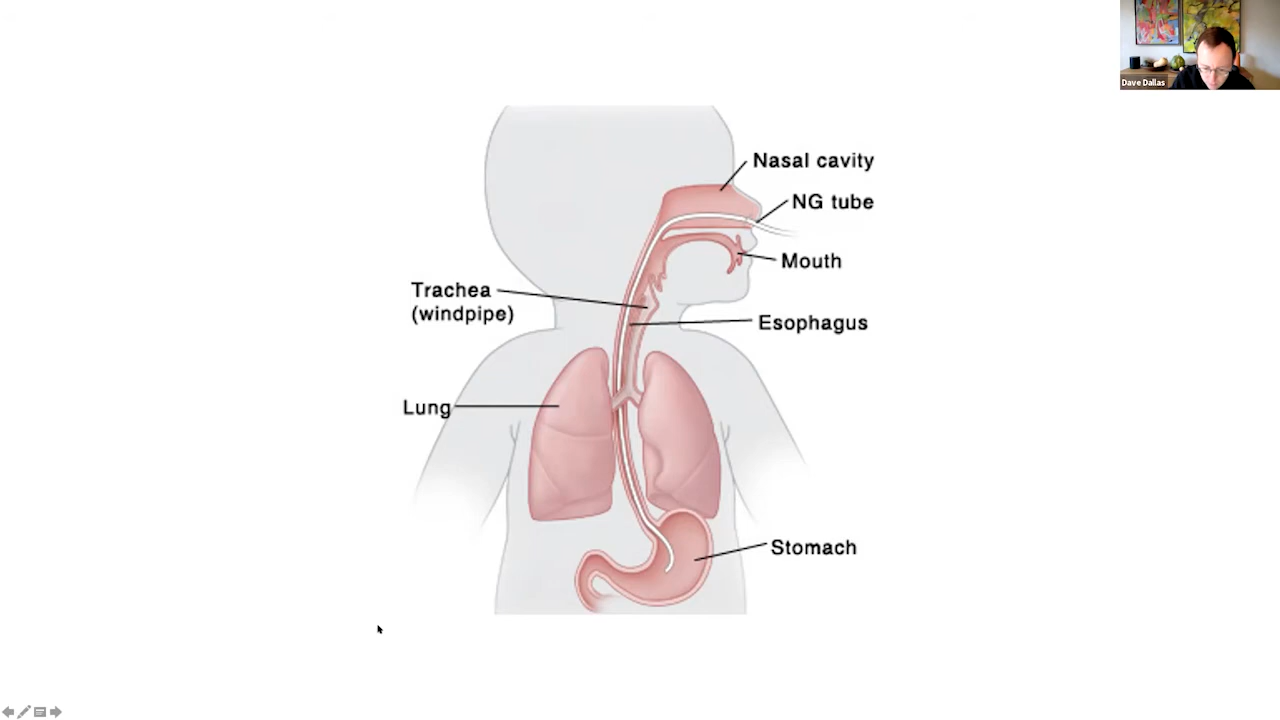 Dave Dallas
Nasal cavity
NG tube
Mouth
Trachea
(windpipe)
Esophagus
Lung
Stomach